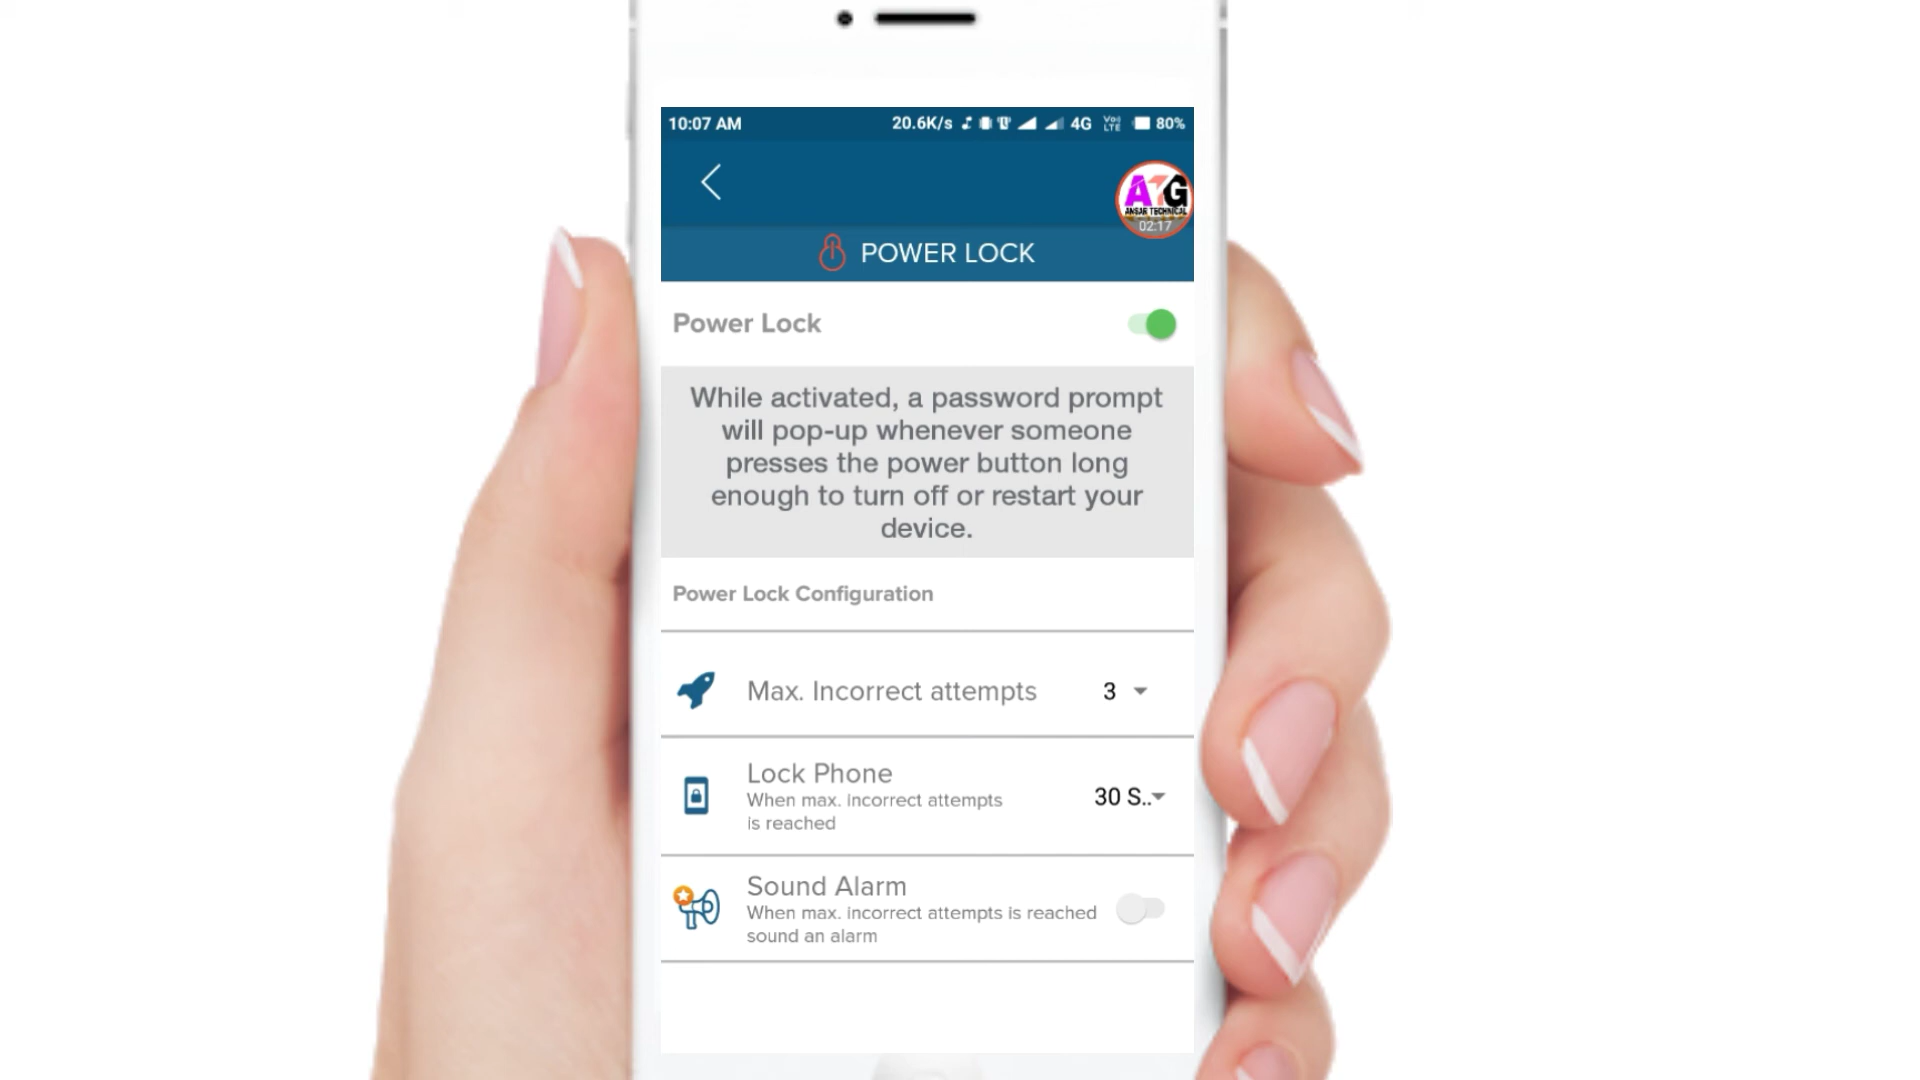 10:07 AM 20.6K/s 4G Vo) LTE 80%
A7G
ANSAR TECHNICAL
02:17
POWER LOCK
Power Lock
While activated, a password prompt
will pop-up whenever someone
presses the power button long
enough to turn off or restart your
device.
Power Lock Configuration
Max. Incorrect attempts 3
Lock Phone
When max. incorrect attempts
is reached
30 S..
Sound Alarm
When max. incorrect attempts is reached
sound an alarm